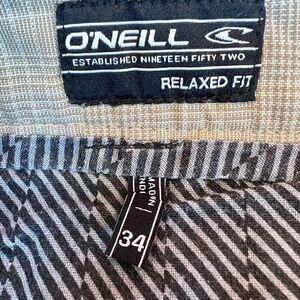 O'NEILL
ESTABLISHED NINETEEN FIFTY TWO
RELAXED FIT
34